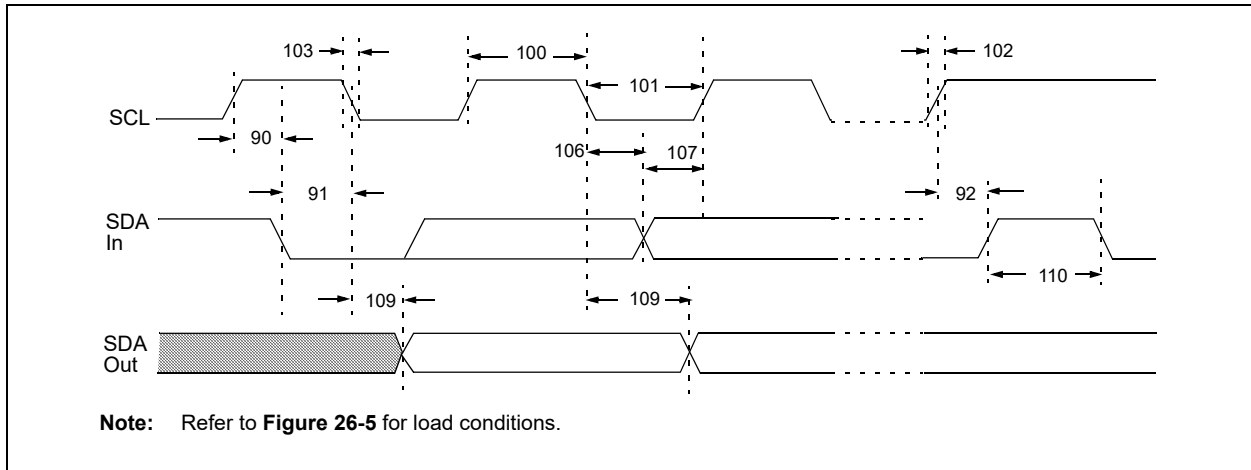 103
100
101
102
SCL
90
106
107
91
92
SDA
In
109
109
110
SDA
Out
Note: Refer to Figure 26-5 for load conditions.